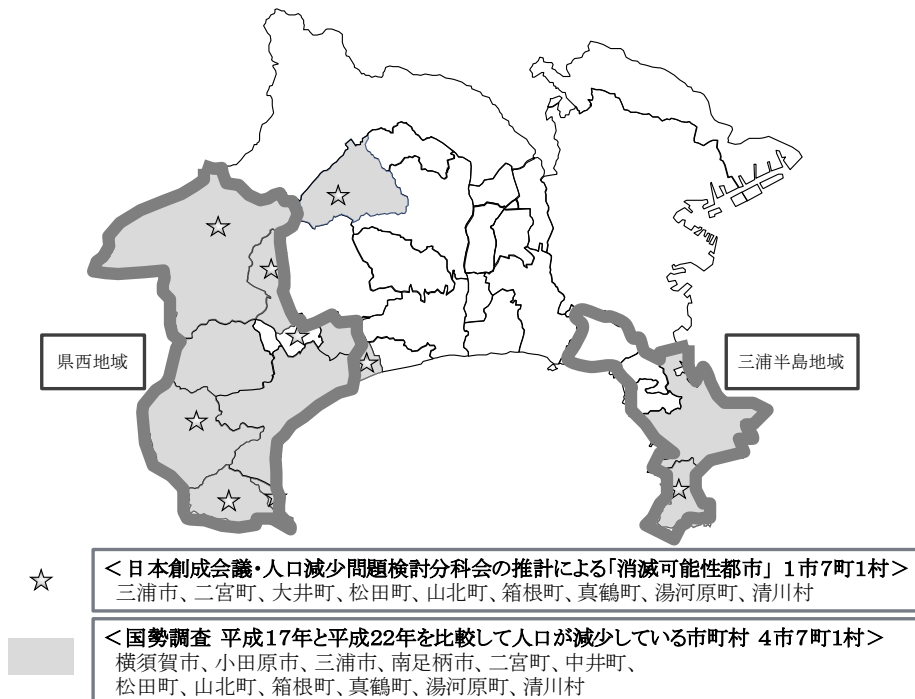 県西地域
三浦半島地域
＜日本創成会議・人口減少問題検討分科会の推計による「消滅可能性都市」 1市7町1村＞
三浦市、二宮町、大井町、松田町、山北町、箱根町、真鶴町、湯河原町、清川村
＜国勢調査 平成17年と平成22年を比較して人口が減少している市町村 4市7町1村＞
横須賀市、小田原市、三浦市、南足柄市、二宮町、中井町、
松田町、山北町、箱根町、真鶴町、湯河原町、清川村